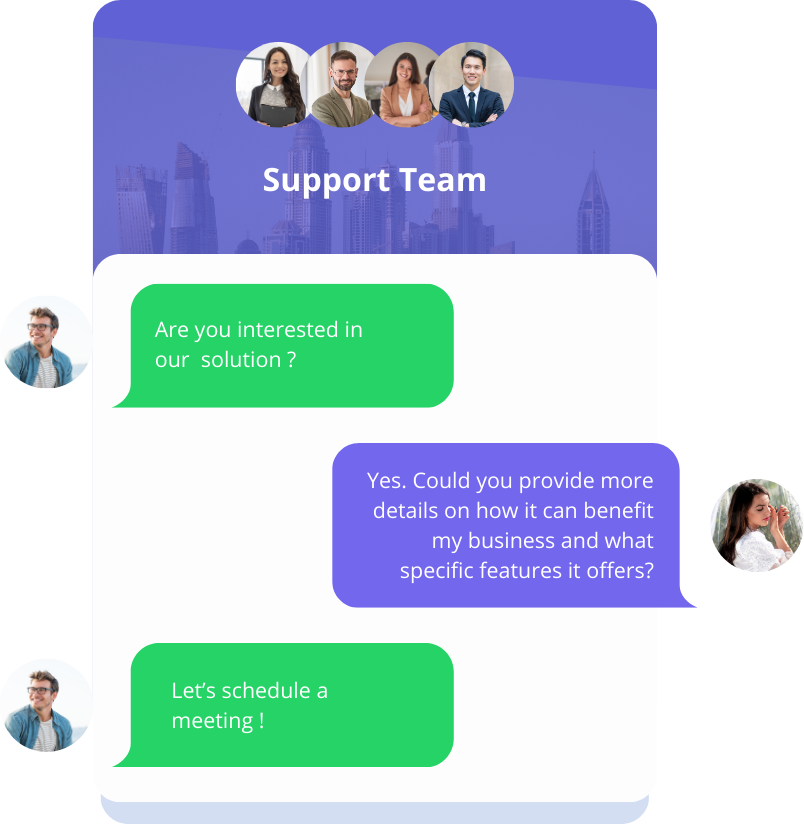 Support Team
Are you interested in
our  solution ?
Yes. Could you provide more
details on how it can benefit
my business and what
specific features it offers?
Let’s schedule a
meeting !